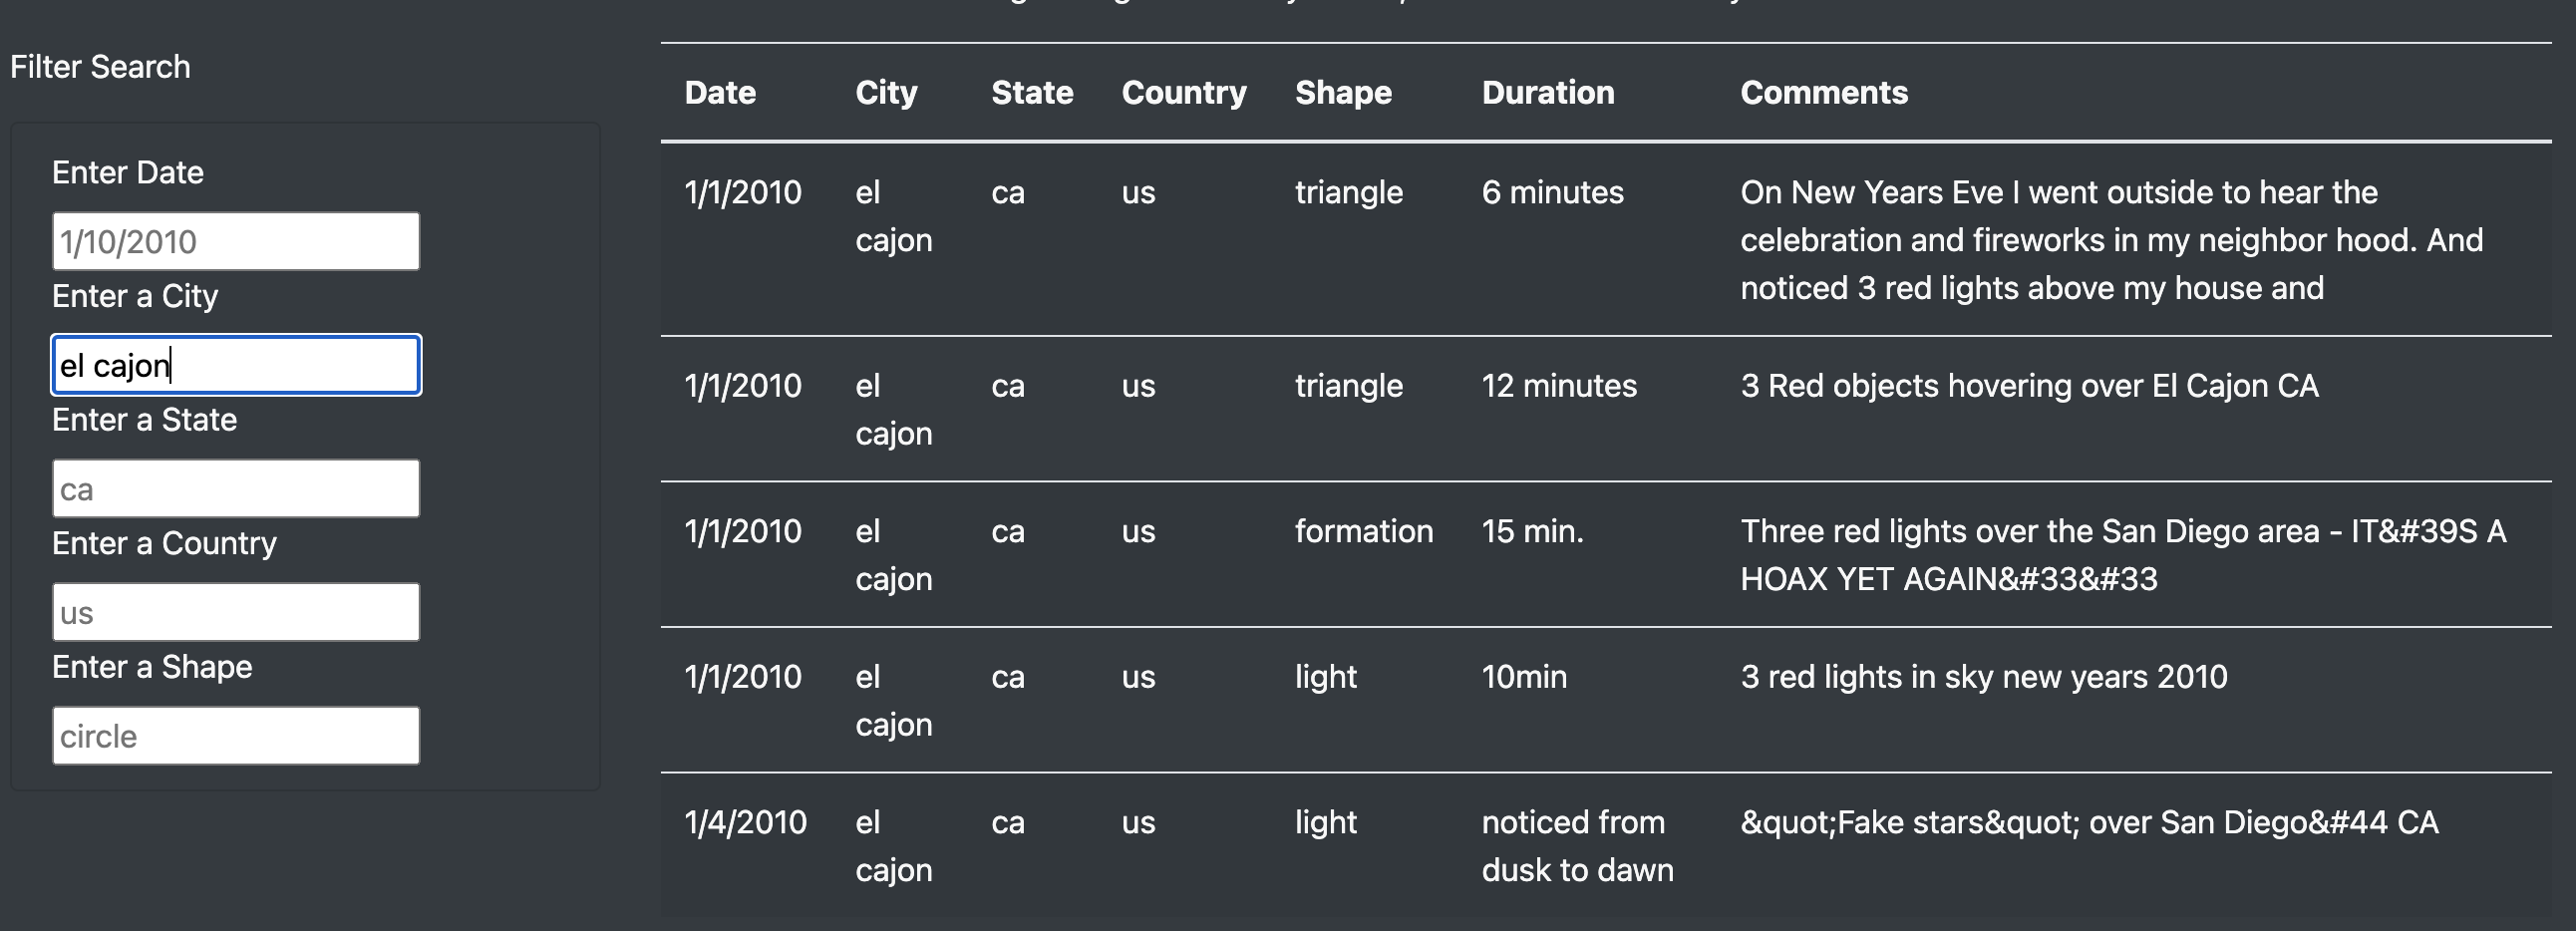 Filter Search
Enter Date
1/10/2010
Enter a City
el cajon
Enter a State
ca
Enter a Country
us
Enter a Shape
circle
Date City State Country Shape Duration Comments
1/1/2010 el ca us triangle 6 minutes On New Years Eve I went outside to hear the
cajon celebration and fireworks in my neighbor hood. And
noticed 3 red lights above my house and
1/1/2010 el ca us triangle 12 minutes 3 Red objects hovering over El Cajon CA
cajon
1/1/2010 el ca us formation 15 min. Three red lights over the San Diego area - IT&#39S A
cajon HOAX YET AGAIN&#33&#33
1/1/2010 el ca us light 10min 3 red lights in sky new years 2010
cajon
1/4/2010 el ca us light noticed from &quot;Fake stars&quot; over San Diego&#44 CA
cajon dusk to dawn